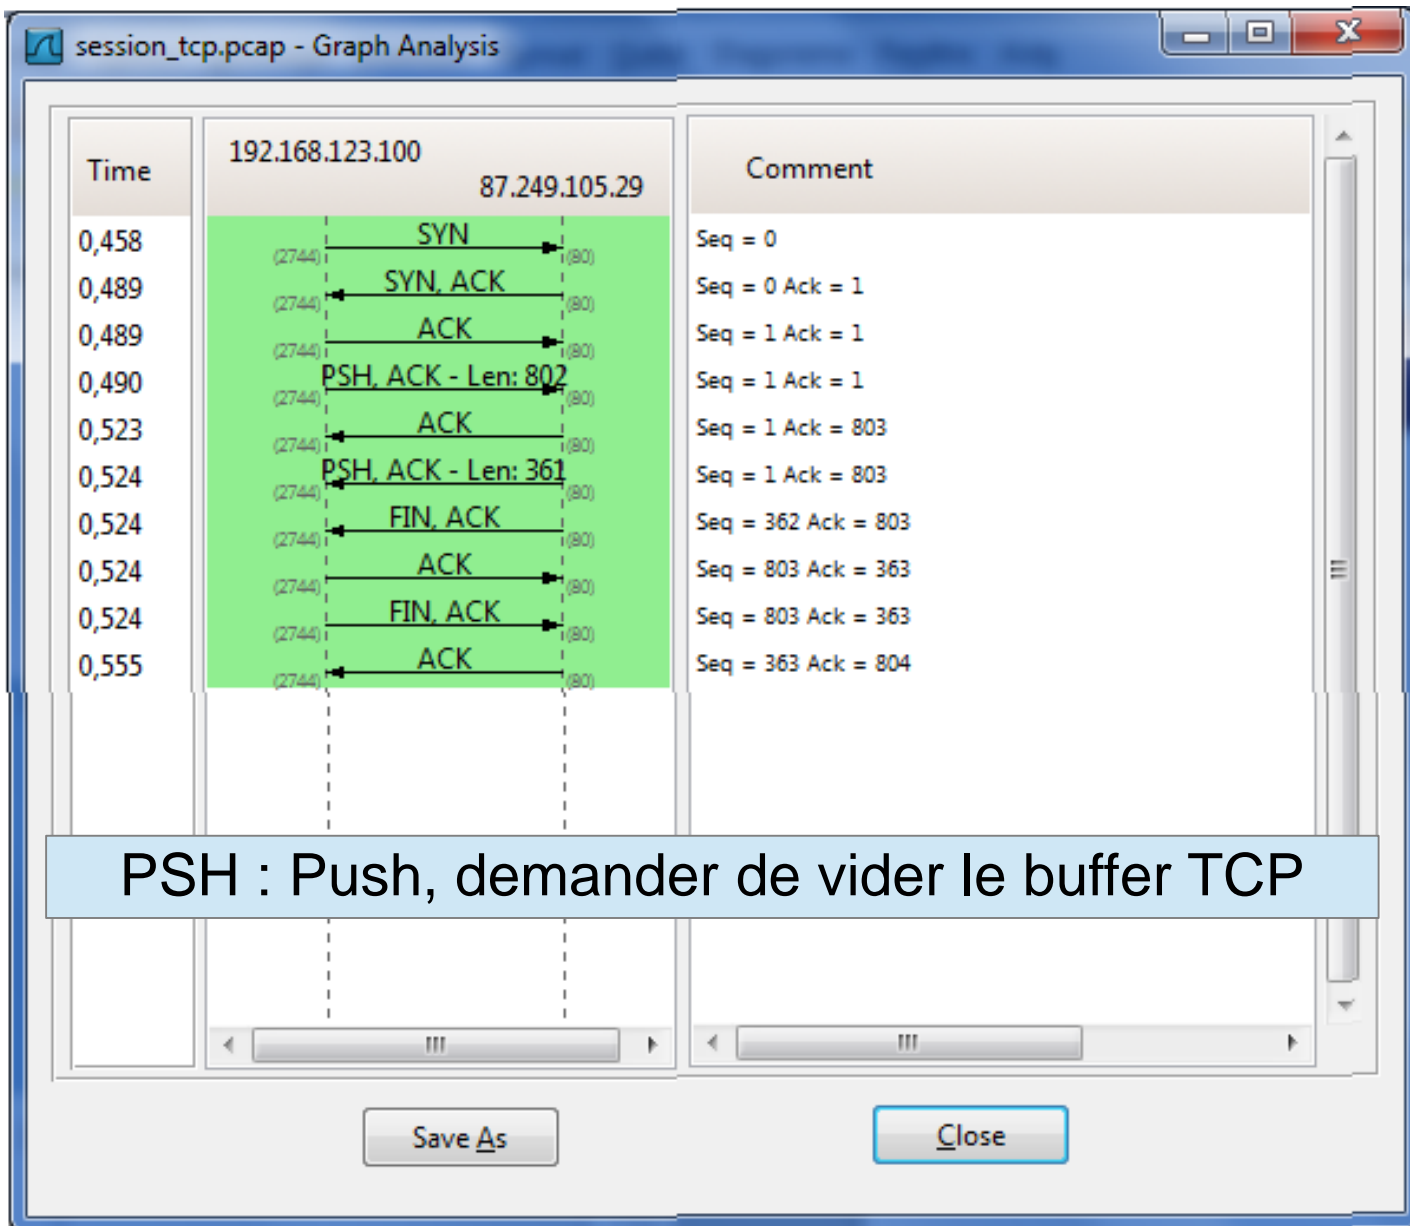 session_tcp.pcap - Graph Analysis
Time
192.168.123.100
87.249.105.29
Comment
0,458 (2744) SYN (80) Seq = 0
0,489 (2744) SYN, ACK (80) Seq = 0 Ack = 1
0,489 (2744) ACK (80) Seq = 1 Ack = 1
0,490 (2744) PSH, ACK - Len: 802 (80) Seq = 1 Ack = 1
0,523 (2744) ACK (80) Seq = 1 Ack = 803
0,524 (2744) PSH, ACK - Len: 361 (80) Seq = 1 Ack = 803
0,524 (2744) FIN, ACK (80) Seq = 362 Ack = 803
0,524 (2744) ACK (80) Seq = 803 Ack = 363
0,524 (2744) FIN, ACK (80) Seq = 803 Ack = 363
0,555 (2744) ACK (80) Seq = 363 Ack = 804
PSH : Push, demander de vider le buffer TCP
Save As
Close